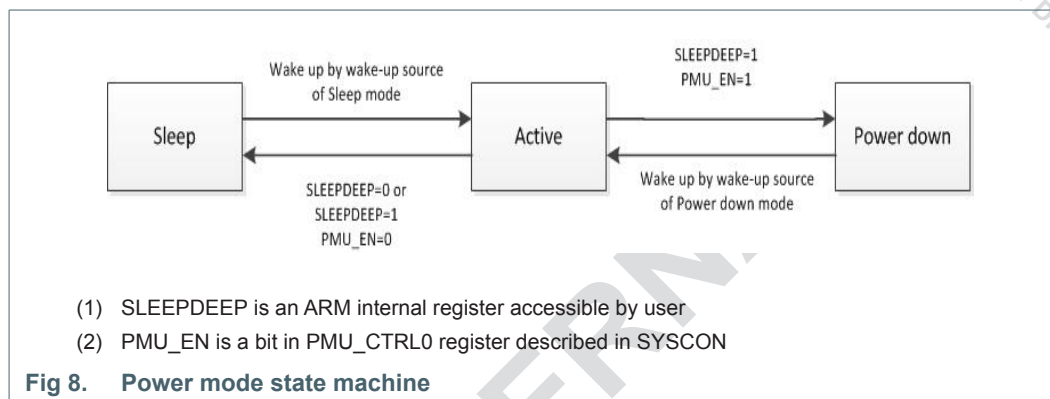 Wake up by wake-up source
of Sleep mode
SLEEPDEEP=1
PMU_EN=1
Sleep
Active
Power down
SLEEPDEEP=0 or
SLEEPDEEP=1
PMU_EN=0
Wake up by wake-up source
of Power down mode
(1) SLEEPDEEP is an ARM internal register accessible by user
(2) PMU_EN is a bit in PMU_CTRL0 register described in SYSCON
Fig 8. Power mode state machine